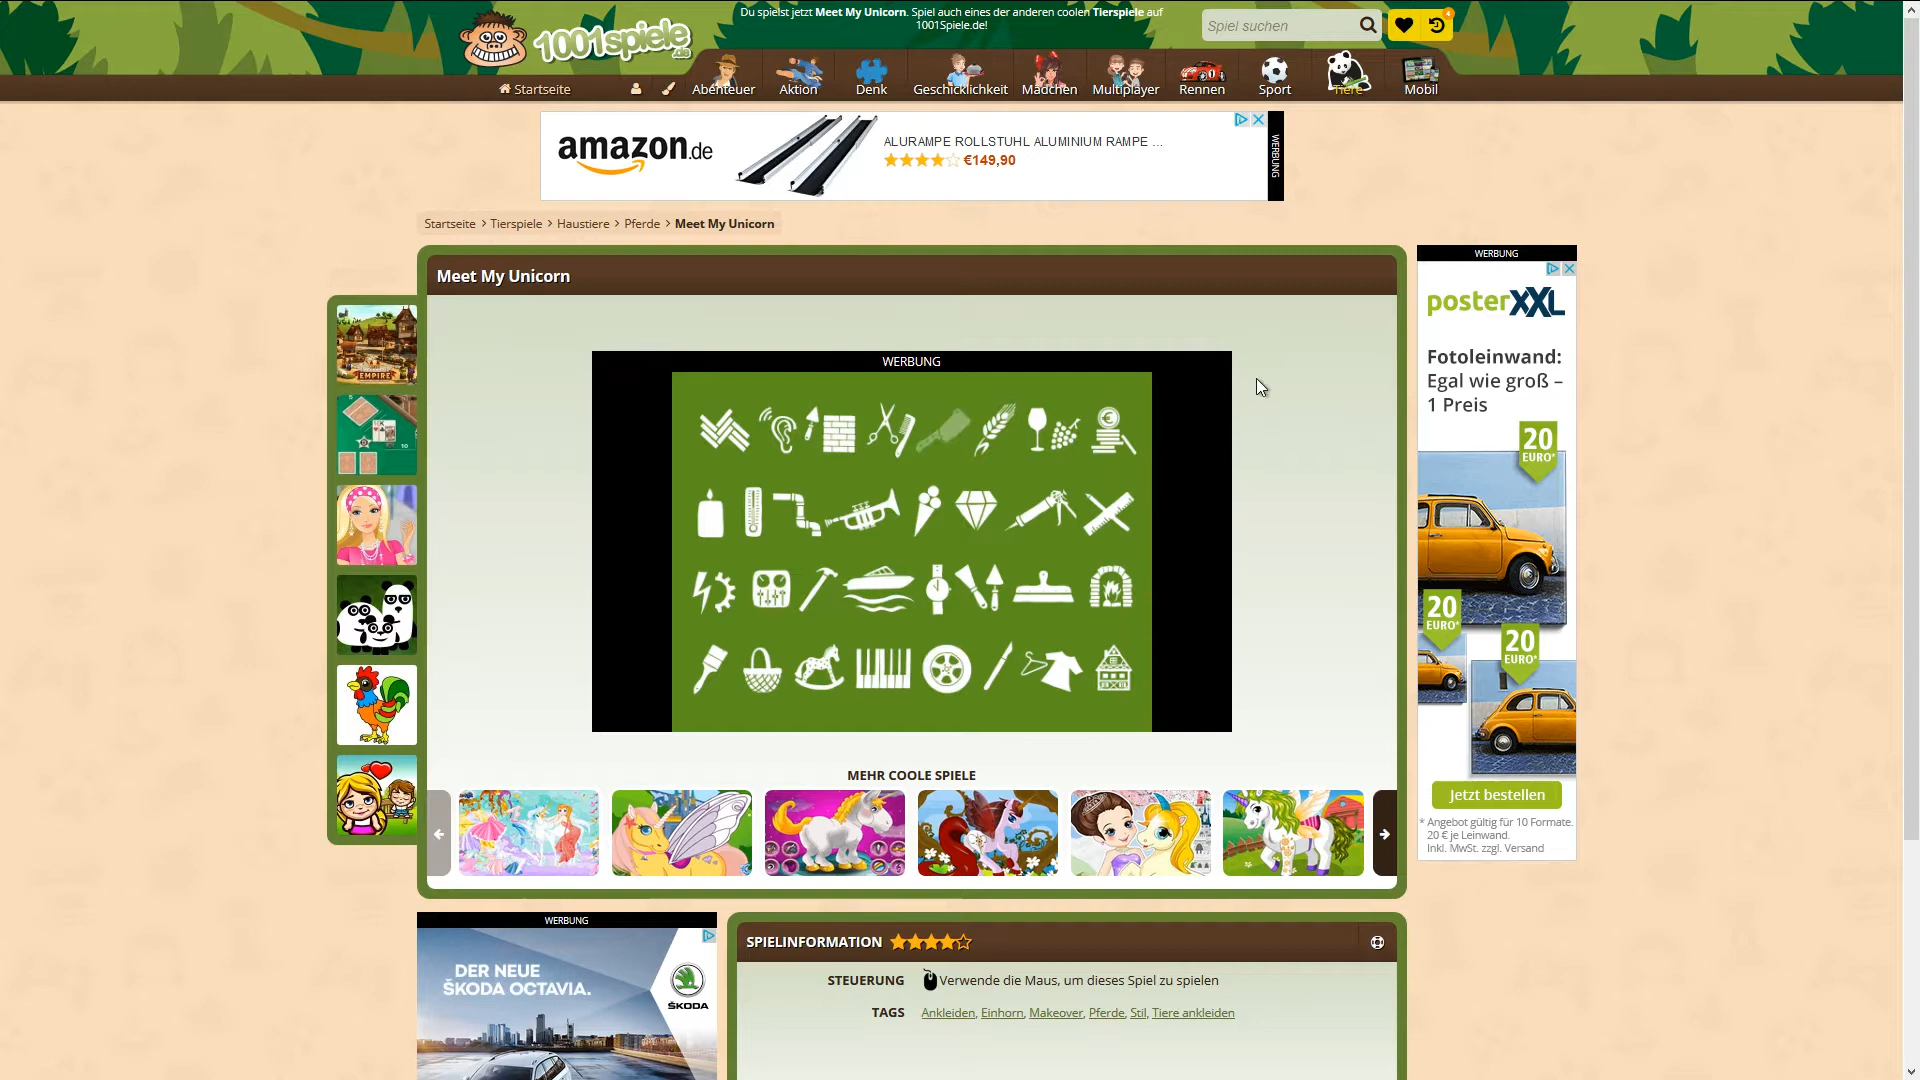 Du spielst jetzt Meet My Unicorn. Spiel auch eines der anderen coolen Tierspiele auf
1001Spiele.de!
1001spiele.de
Spiel suchen
4
Startseite
Abenteuer
Aktion
Denk
Geschicklichkeit
Mädchen
Multiplayer
Rennen
Sport
Tiere
Mobil
amazon.de
ALURAMPE ROLLSTUHL ALUMINIUM RAMPE ...
€149,90
WERBUNG
Startseite > Tierspiele > Haustiere > Pferde > Meet My Unicorn
Meet My Unicorn
EMPIRE
WERBUNG
MEHR COOLE SPIELE
WERBUNG
posterXXL
Fotoleinwand:
Egal wie groß –
1 Preis
20
EURO*
20
EURO*
20
EURO*
Jetzt bestellen
* Angebot gültig für 10 Formate.
20 € je Leinwand.
Inkl. MwSt. zzgl. Versand
WERBUNG
DER NEUE
ŠKODA OCTAVIA.
ŠKODA
SPIELINFORMATION
STEUERUNG
Verwende die Maus, um dieses Spiel zu spielen
TAGS
Ankleiden, Einhorn, Makeover, Pferde, Stil, Tiere ankleiden